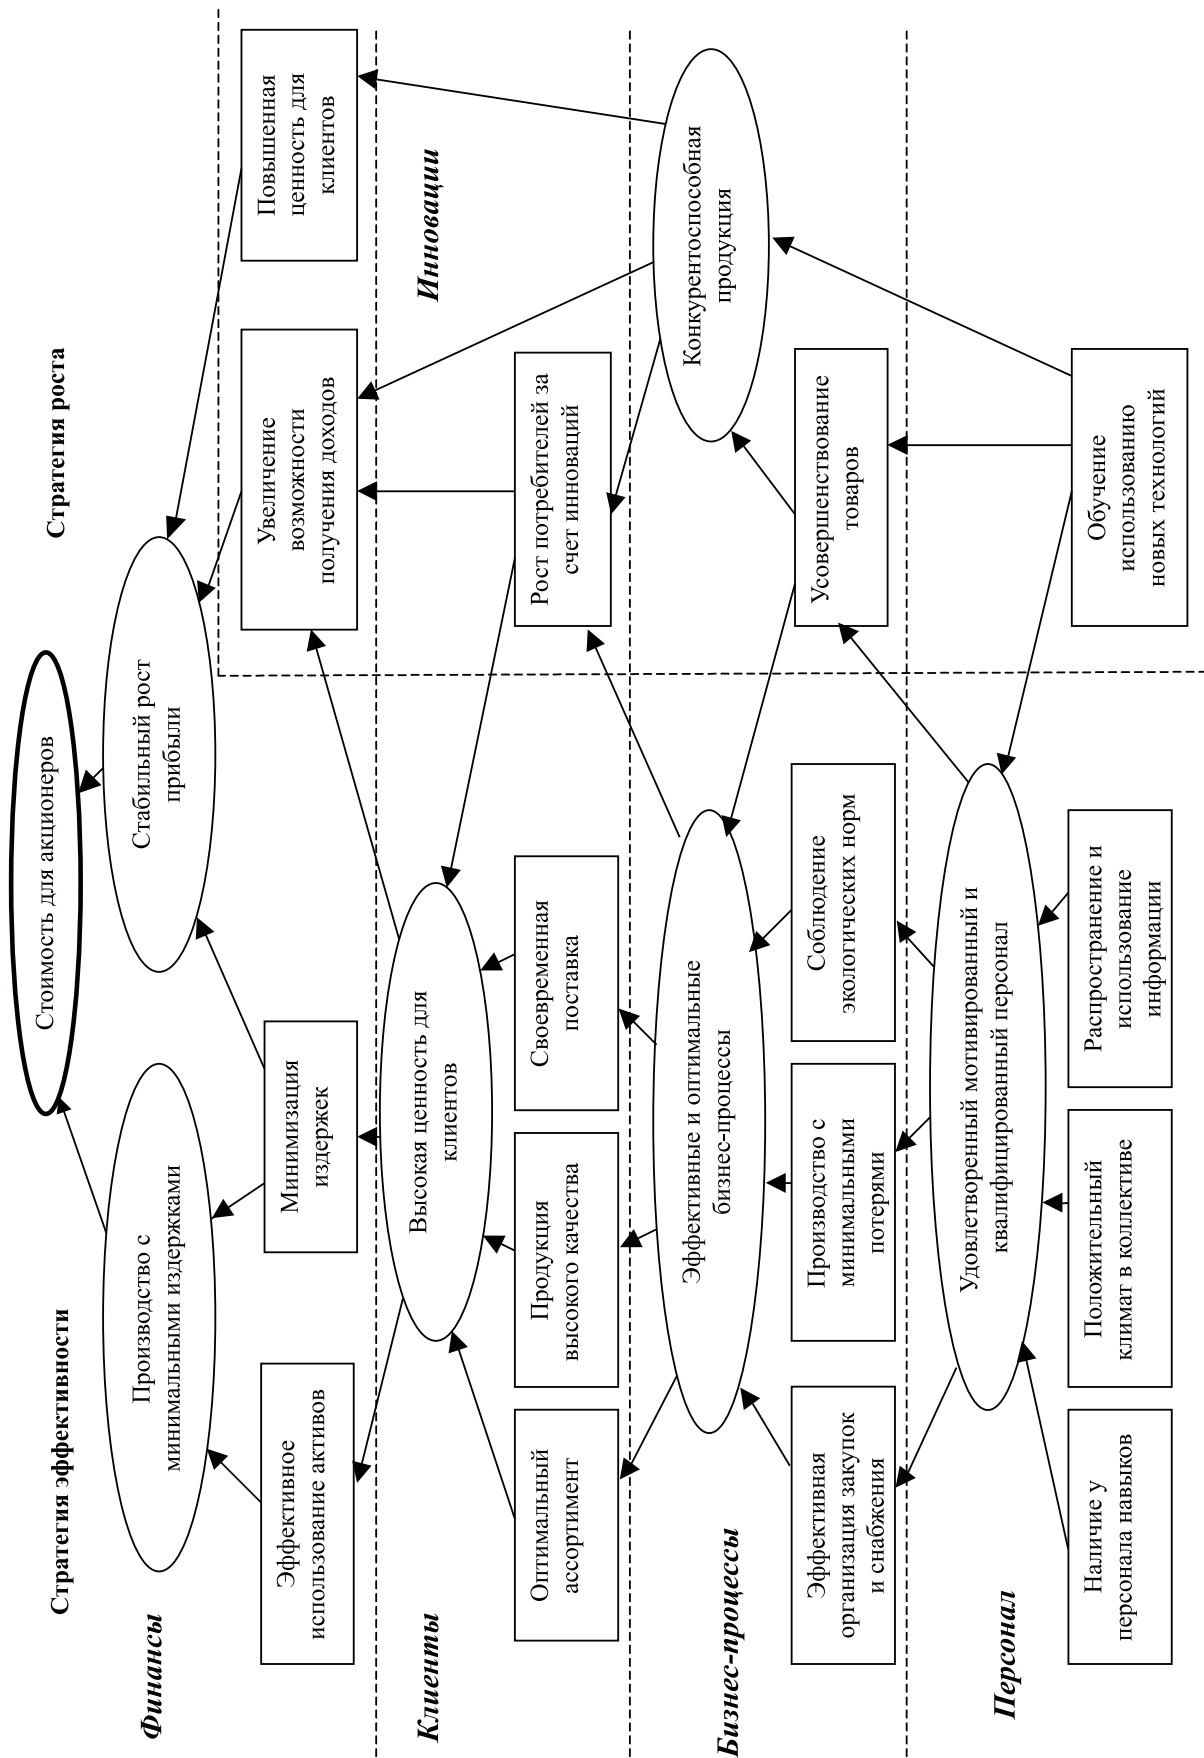 Стратегия эффективности
Стратегия роста
Стоимость для акционеров
Финансы
Производство с
минимальными издержками
Стабильный рост
прибыли
Эффективное
использование активов
Минимизация
издержек
Увеличение
возможности
получения доходов
Повышенная
ценность для
клиентов
Клиенты
Высокая ценность для
клиентов
Инновации
Оптимальный
ассортимент
Продукция
высокого качества
Своевременная
поставка
Рост потребителей за
счет инноваций
Бизнес-процессы
Эффективные и оптимальные
бизнес-процессы
Конкурентоспособная
продукция
Эффективная
организация закупок
и снабжения
Производство с
минимальными
потерями
Соблюдение
экологических норм
Усовершенствование
товаров
Персонал
Удовлетворенный мотивированный и
квалифицированный персонал
Наличие у
персонала навыков
Положительный
климат в коллективе
Распространение и
использование
информации
Обучение
использованию
новых технологий